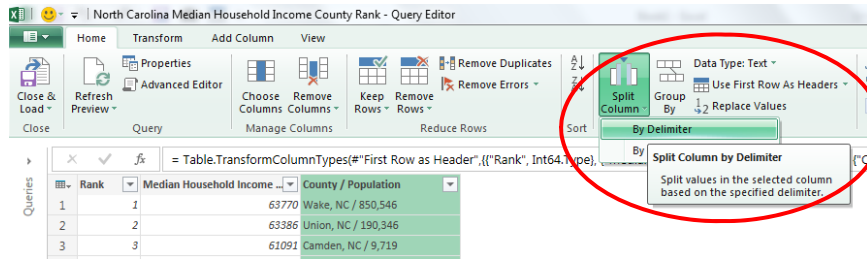 North Carolina Median Household Income County Rank - Query Editor
Home Transform Add Column View
Close & Load
Refresh Preview
Properties
Advanced Editor
Choose Columns
Remove Columns
Keep Rows
Remove Rows
Remove Duplicates
Remove Errors
Split Column
Group By
Data Type: Text
Use First Row As Headers
Replace Values
Close Query Manage Columns Reduce Rows Sort
By Delimiter
By
Split Column by Delimiter
Split values in the selected column
based on the specified delimiter.
fx = Table.TransformColumnTypes(#"First Row as Header",{{"Rank", Int64.Type},
Queries
Rank Median Household Income ... County / Population
1 1 63770 Wake, NC / 850,546
2 2 63386 Union, NC / 190,346
3 3 61091 Camden, NC / 9,719